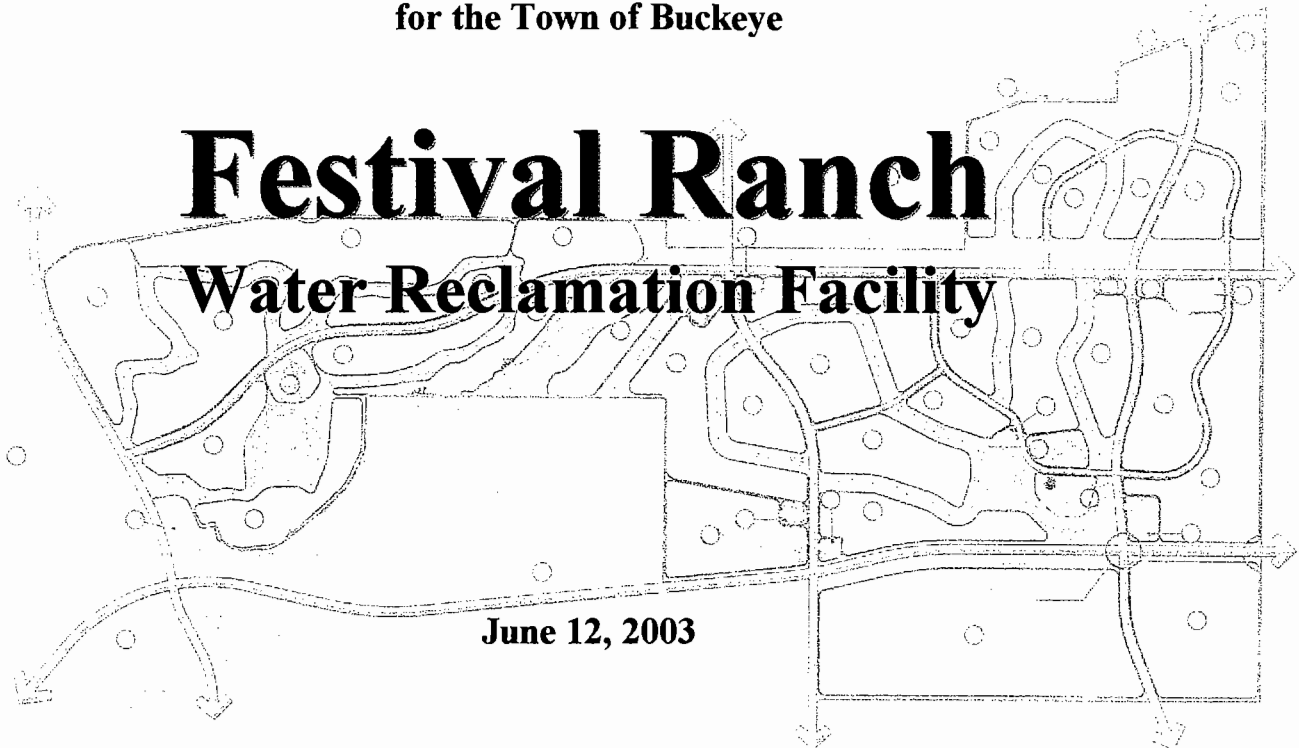 for the Town of Buckeye
Festival Ranch
Water Reclamation Facility
June 12, 2003